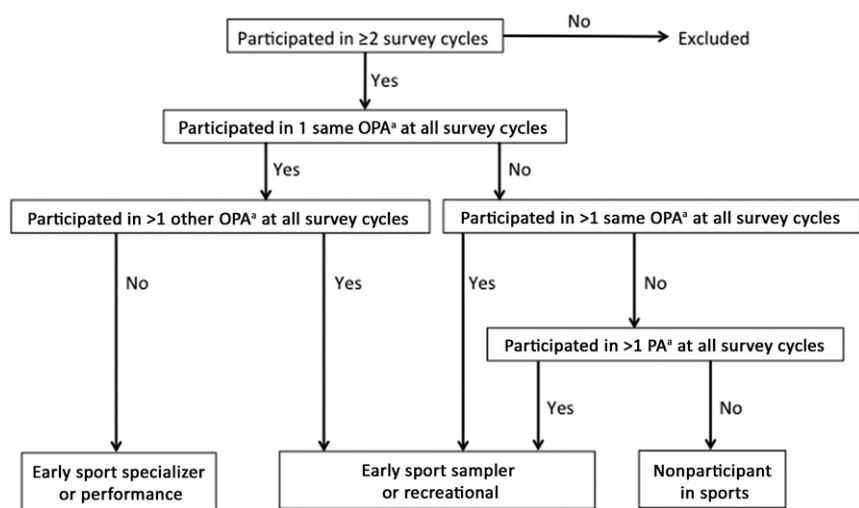 Participated in ≥2 survey cycles
No
Excluded
Yes
Participated in 1 same OPAᵃ at all survey cycles
Yes
No
Participated in >1 other OPAᵃ at all survey cycles
Participated in >1 same OPAᵃ at all survey cycles
No
Yes
Yes
No
Participated in >1 PAᵃ at all survey cycles
Yes
No
Early sport specializer
or performance
Early sport sampler
or recreational
Nonparticipant
in sports